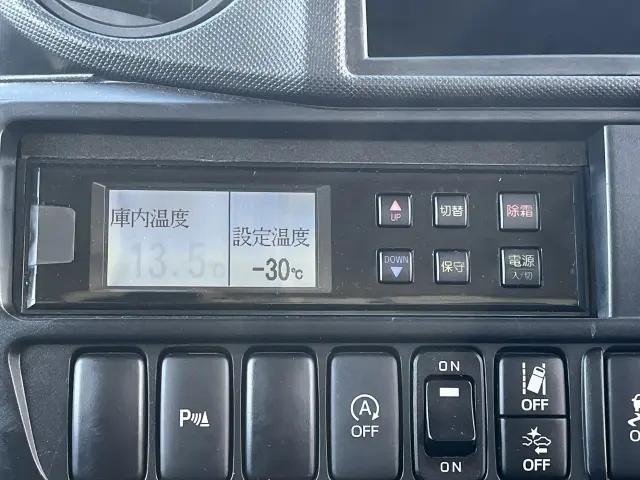 庫内温度
13.5℃
設定温度
-30℃
UP
切替
除霜
DOWN
保守
電源
入/切
P
A
OFF
ON
ON
OFF
OFF